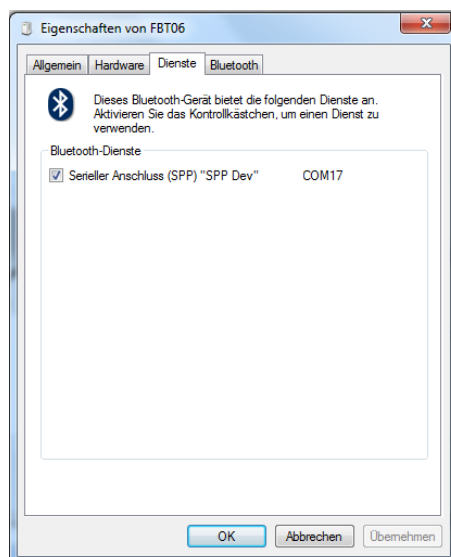 Eigenschaften von FBT06
Allgemein Hardware Dienste Bluetooth
Dieses Bluetooth-Gerät bietet die folgenden Dienste an.
Aktivieren Sie das Kontrollkästchen, um einen Dienst zu
verwenden.
Bluetooth-Dienste
Serieller Anschluss (SPP) "SPP Dev" COM17
OK Abbrechen Übernehmen